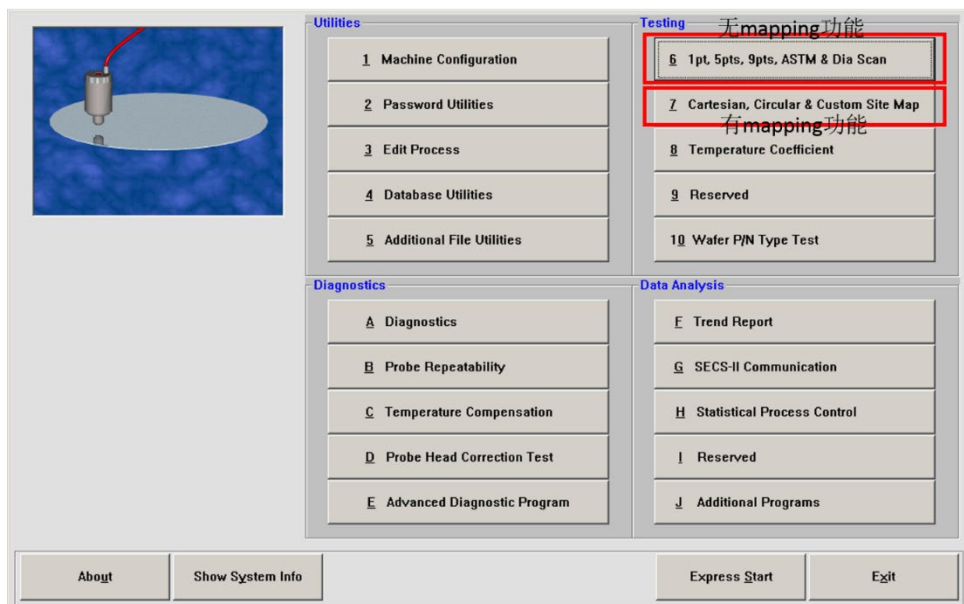 Utilities
1 Machine Configuration
2 Password Utilities
3 Edit Process
4 Database Utilities
5 Additional File Utilities
Testing
无mapping功能
6 1pt, 5pts, 9pts, ASTM & Dia Scan
7 Cartesian, Circular & Custom Site Map
有mapping功能
8 Temperature Coefficient
9 Reserved
10 Wafer P/N Type Test
Diagnostics
A Diagnostics
B Probe Repeatability
C Temperature Compensation
D Probe Head Correction Test
E Advanced Diagnostic Program
Data Analysis
F Trend Report
G SECS-II Communication
H Statistical Process Control
I Reserved
J Additional Programs
About
Show System Info
Express Start
Exit